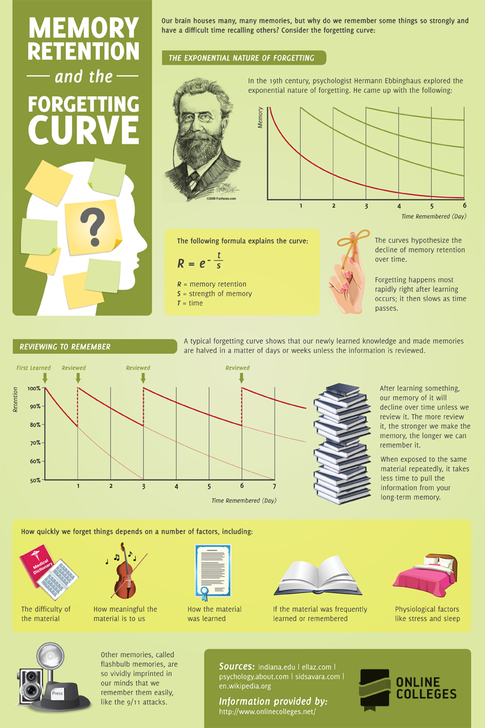 MEMORY
RETENTION
and the
FORGETTING
CURVE
?
Our brain houses many, many memories, but why do we remember some things so strongly and
have a difficult time recalling others? Consider the forgetting curve:
THE EXPONENTIAL NATURE OF FORGETTING
In the 19th century, psychologist Hermann Ebbinghaus explored the
exponential nature of forgetting. He came up with the following:
Memory
1 2 3 4 5 6
Time Remembered (Day)
The following formula explains the curve:
R = e- t
s
R = memory retention
S = strength of memory
T = time
The curves hypothesize the
decline of memory retention
over time.
Forgetting happens most
rapidly right after learning
occurs; it then slows as time
passes.
REVIEWING TO REMEMBER
A typical forgetting curve shows that our newly learned knowledge and made memories
are halved in a matter of days or weeks unless the information is reviewed.
First Learned Reviewed Reviewed Reviewed
Retention
100%
90%
80%
70%
60%
50%
1 2 3 4 5 6 7
Time Remembered (Day)
After learning something,
our memory of it will
decline over time unless we
review it. The more review
it, the stronger we make the
memory, the longer we can
remember it.
When exposed to the same
material repeatedly, it takes
less time to pull the
information from your
long-term memory.
How quickly we forget things depends on a number of factors, including:
Medical
Dictionary
The difficulty of
the material
How meaningful the
material is to us
How the material
was learned
If the material was frequently
learned or remembered
Physiological factors
like stress and sleep
Press
Other memories, called
flashbulb memories, are
so vividly imprinted in
our minds that we
remember them easily,
like the 9/11 attacks.
Sources: indiana.edu | ellaz.com |
psychology.about.com | sidsavara.com |
en.wikipedia.org
Information provided by:
http://www.onlinecolleges.net/
ONLINE
COLLEGES